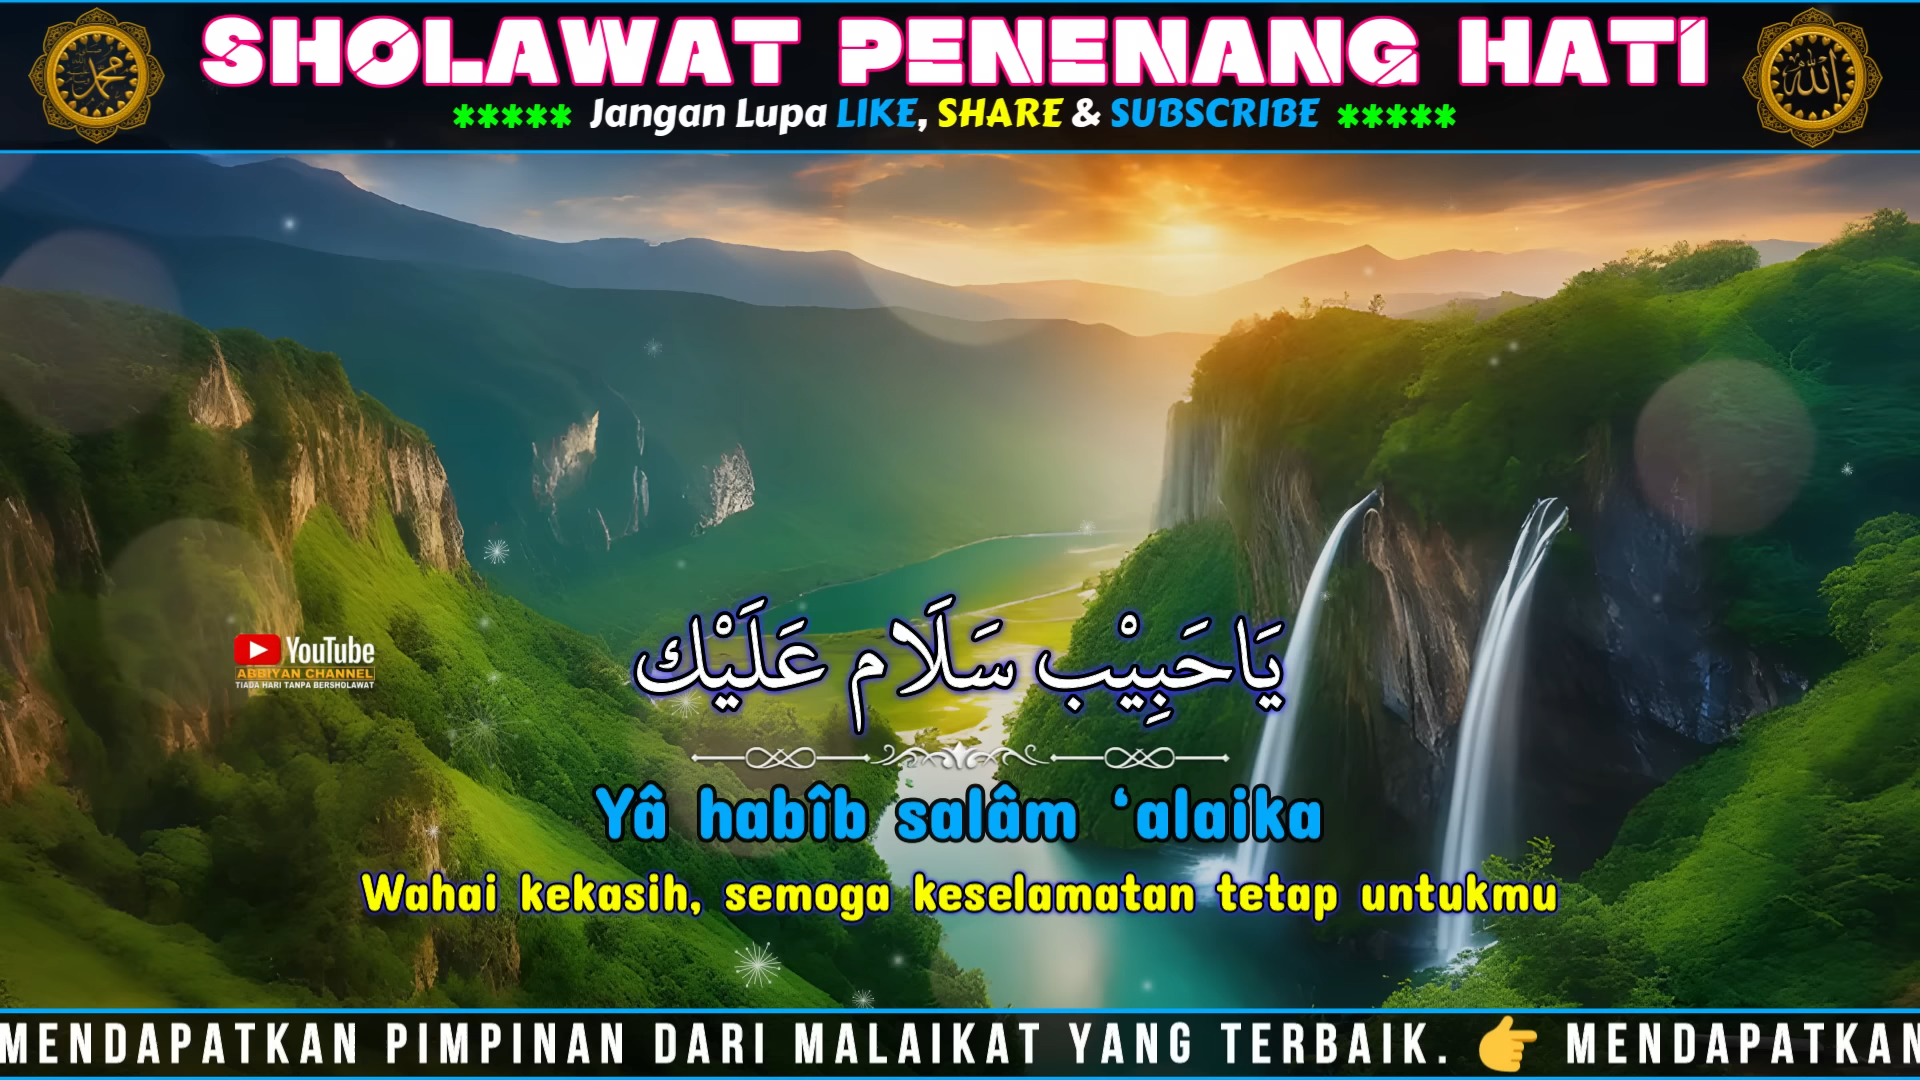 SHOLAWAT PENENANG HATI
***** Jangan Lupa LIKE, SHARE & SUBSCRIBE *****
يَاحَبِيْب سَلَام عَلَيْك
YouTube
ABBIYAN CHANNEL
TIADA HARI TANPA BERSHOLAWAT
Yâ habîb salâm ‘alaika
Wahai kekasih, semoga keselamatan tetap untukmu
MENDAPATKAN PIMPINAN DARI MALAIKAT YANG TERBAIK. 👉 MENDAPATKAN